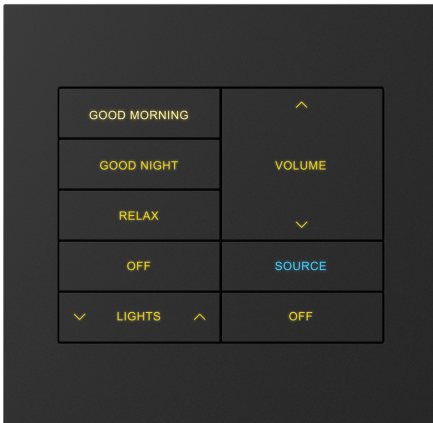 GOOD MORNING
GOOD NIGHT
RELAX
OFF
LIGHTS
VOLUME
SOURCE
OFF